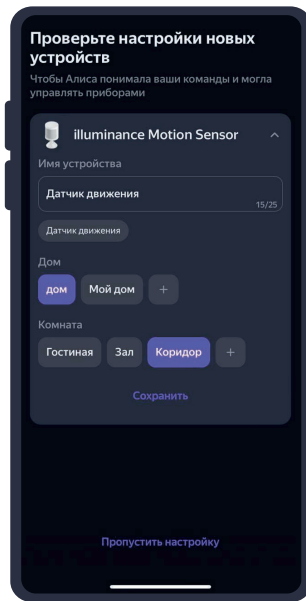 Проверьте настройки новых
устройств
Чтобы Алиса понимала ваши команды и могла
управлять приборами
illuminance Motion Sensor
Имя устройства
Датчик движения
15/25
Датчик движения
Дом
дом Мой дом +
Комната
Гостиная Зал Коридор +
Сохранить
Пропустить настройку